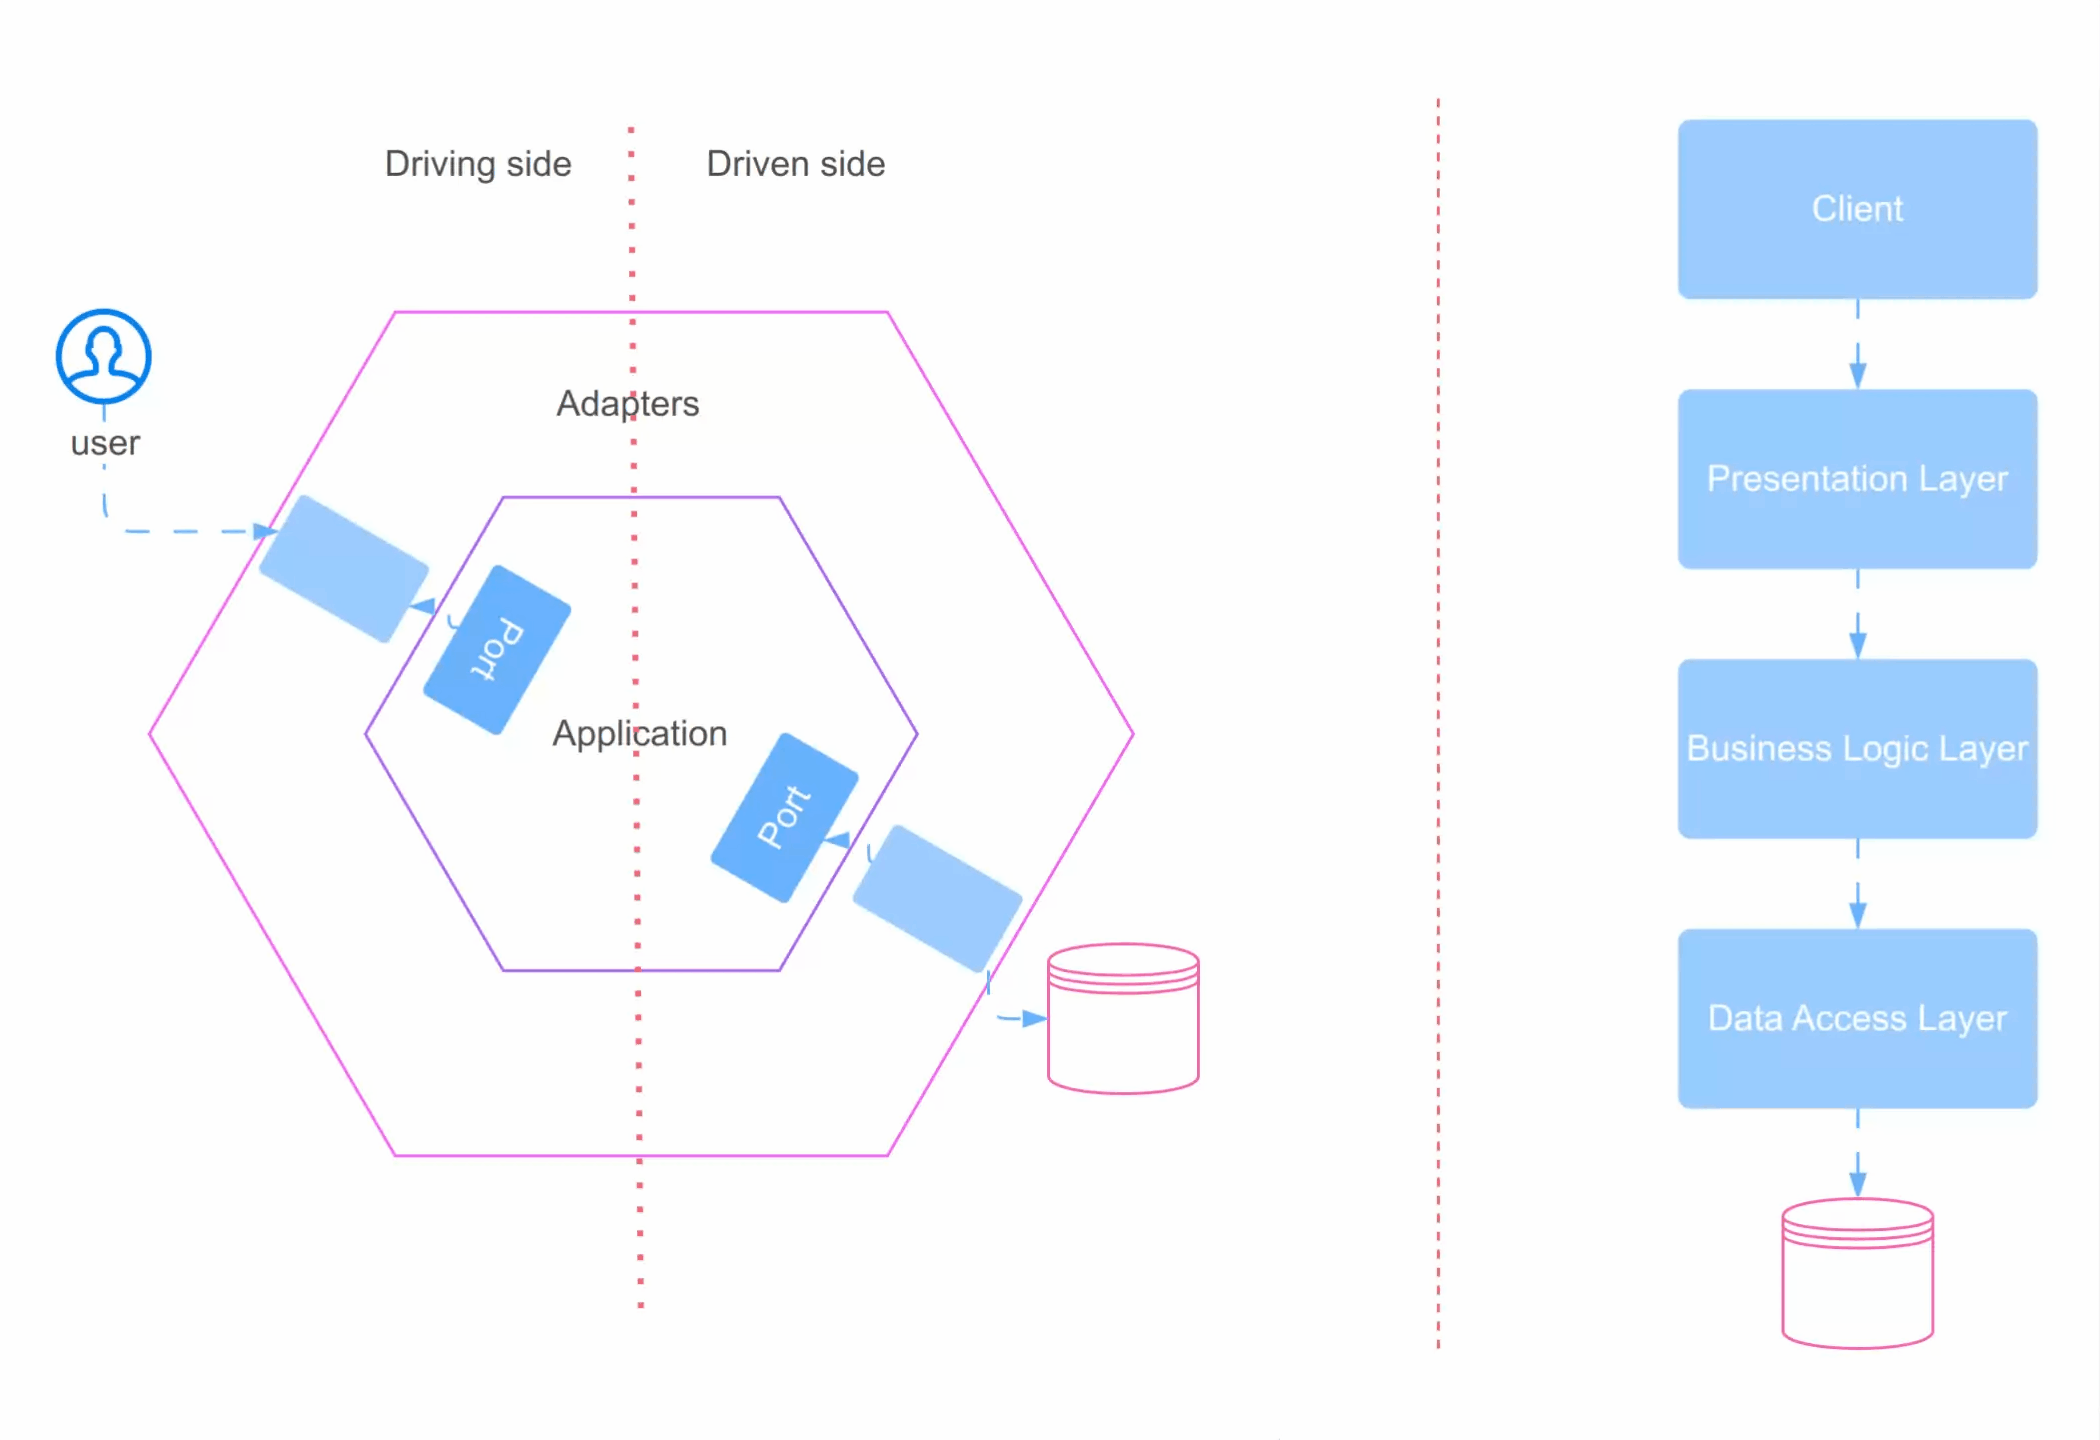 Driving side
Driven side
user
Adapters
Port
Application
Port
Client
Presentation Layer
Business Logic Layer
Data Access Layer